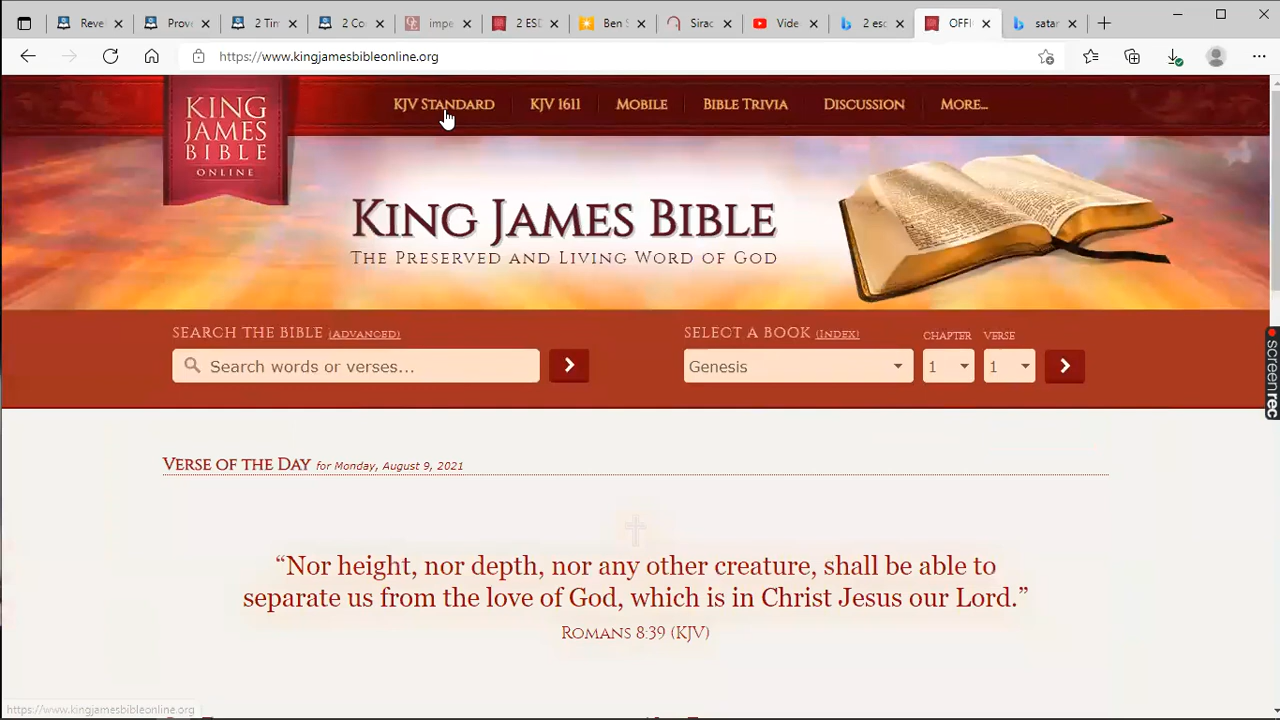 Reve
Prove
2 Tim
2 Co
impe
2 ESD
Ben S
Sirac
Vide
2 esc
OFFI
satar
https://www.kingjamesbibleonline.org
KING
JAMES
BIBLE
ONLINE
KJV STANDARD
KJV 1611
MOBILE
BIBLE TRIVIA
DISCUSSION
MORE...
KING JAMES BIBLE
THE PRESERVED AND LIVING WORD OF GOD
SEARCH THE BIBLE (ADVANCED)
Search words or verses...
SELECT A BOOK (INDEX)
CHAPTER
VERSE
Genesis
1
1
VERSE OF THE DAY for Monday, August 9, 2021
“Nor height, nor depth, nor any other creature, shall be able to
separate us from the love of God, which is in Christ Jesus our Lord.”
ROMANS 8:39 (KJV)
https://www.kingjamesbibleonline.org
screenrec